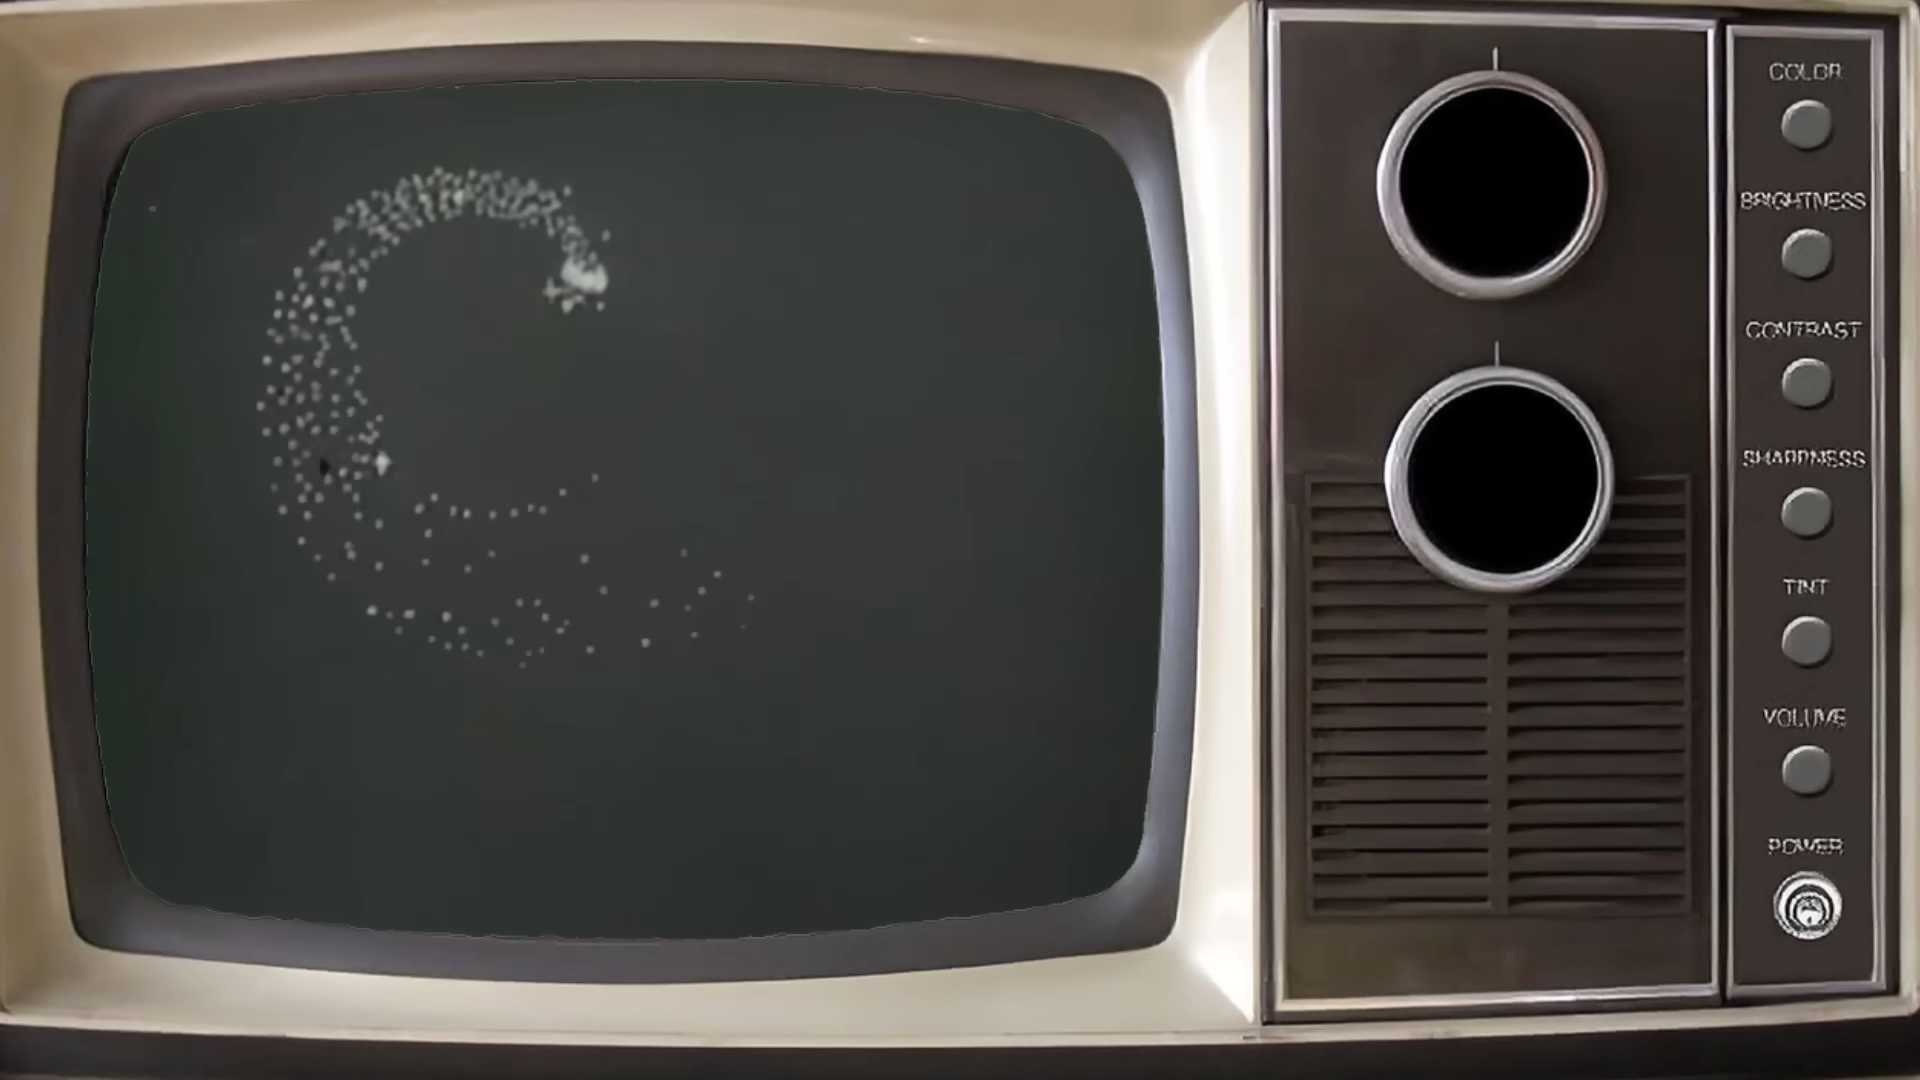 COLOR
BRIGHTNESS
CONTRAST
SHARPNESS
TINT
VOLUME
POWER